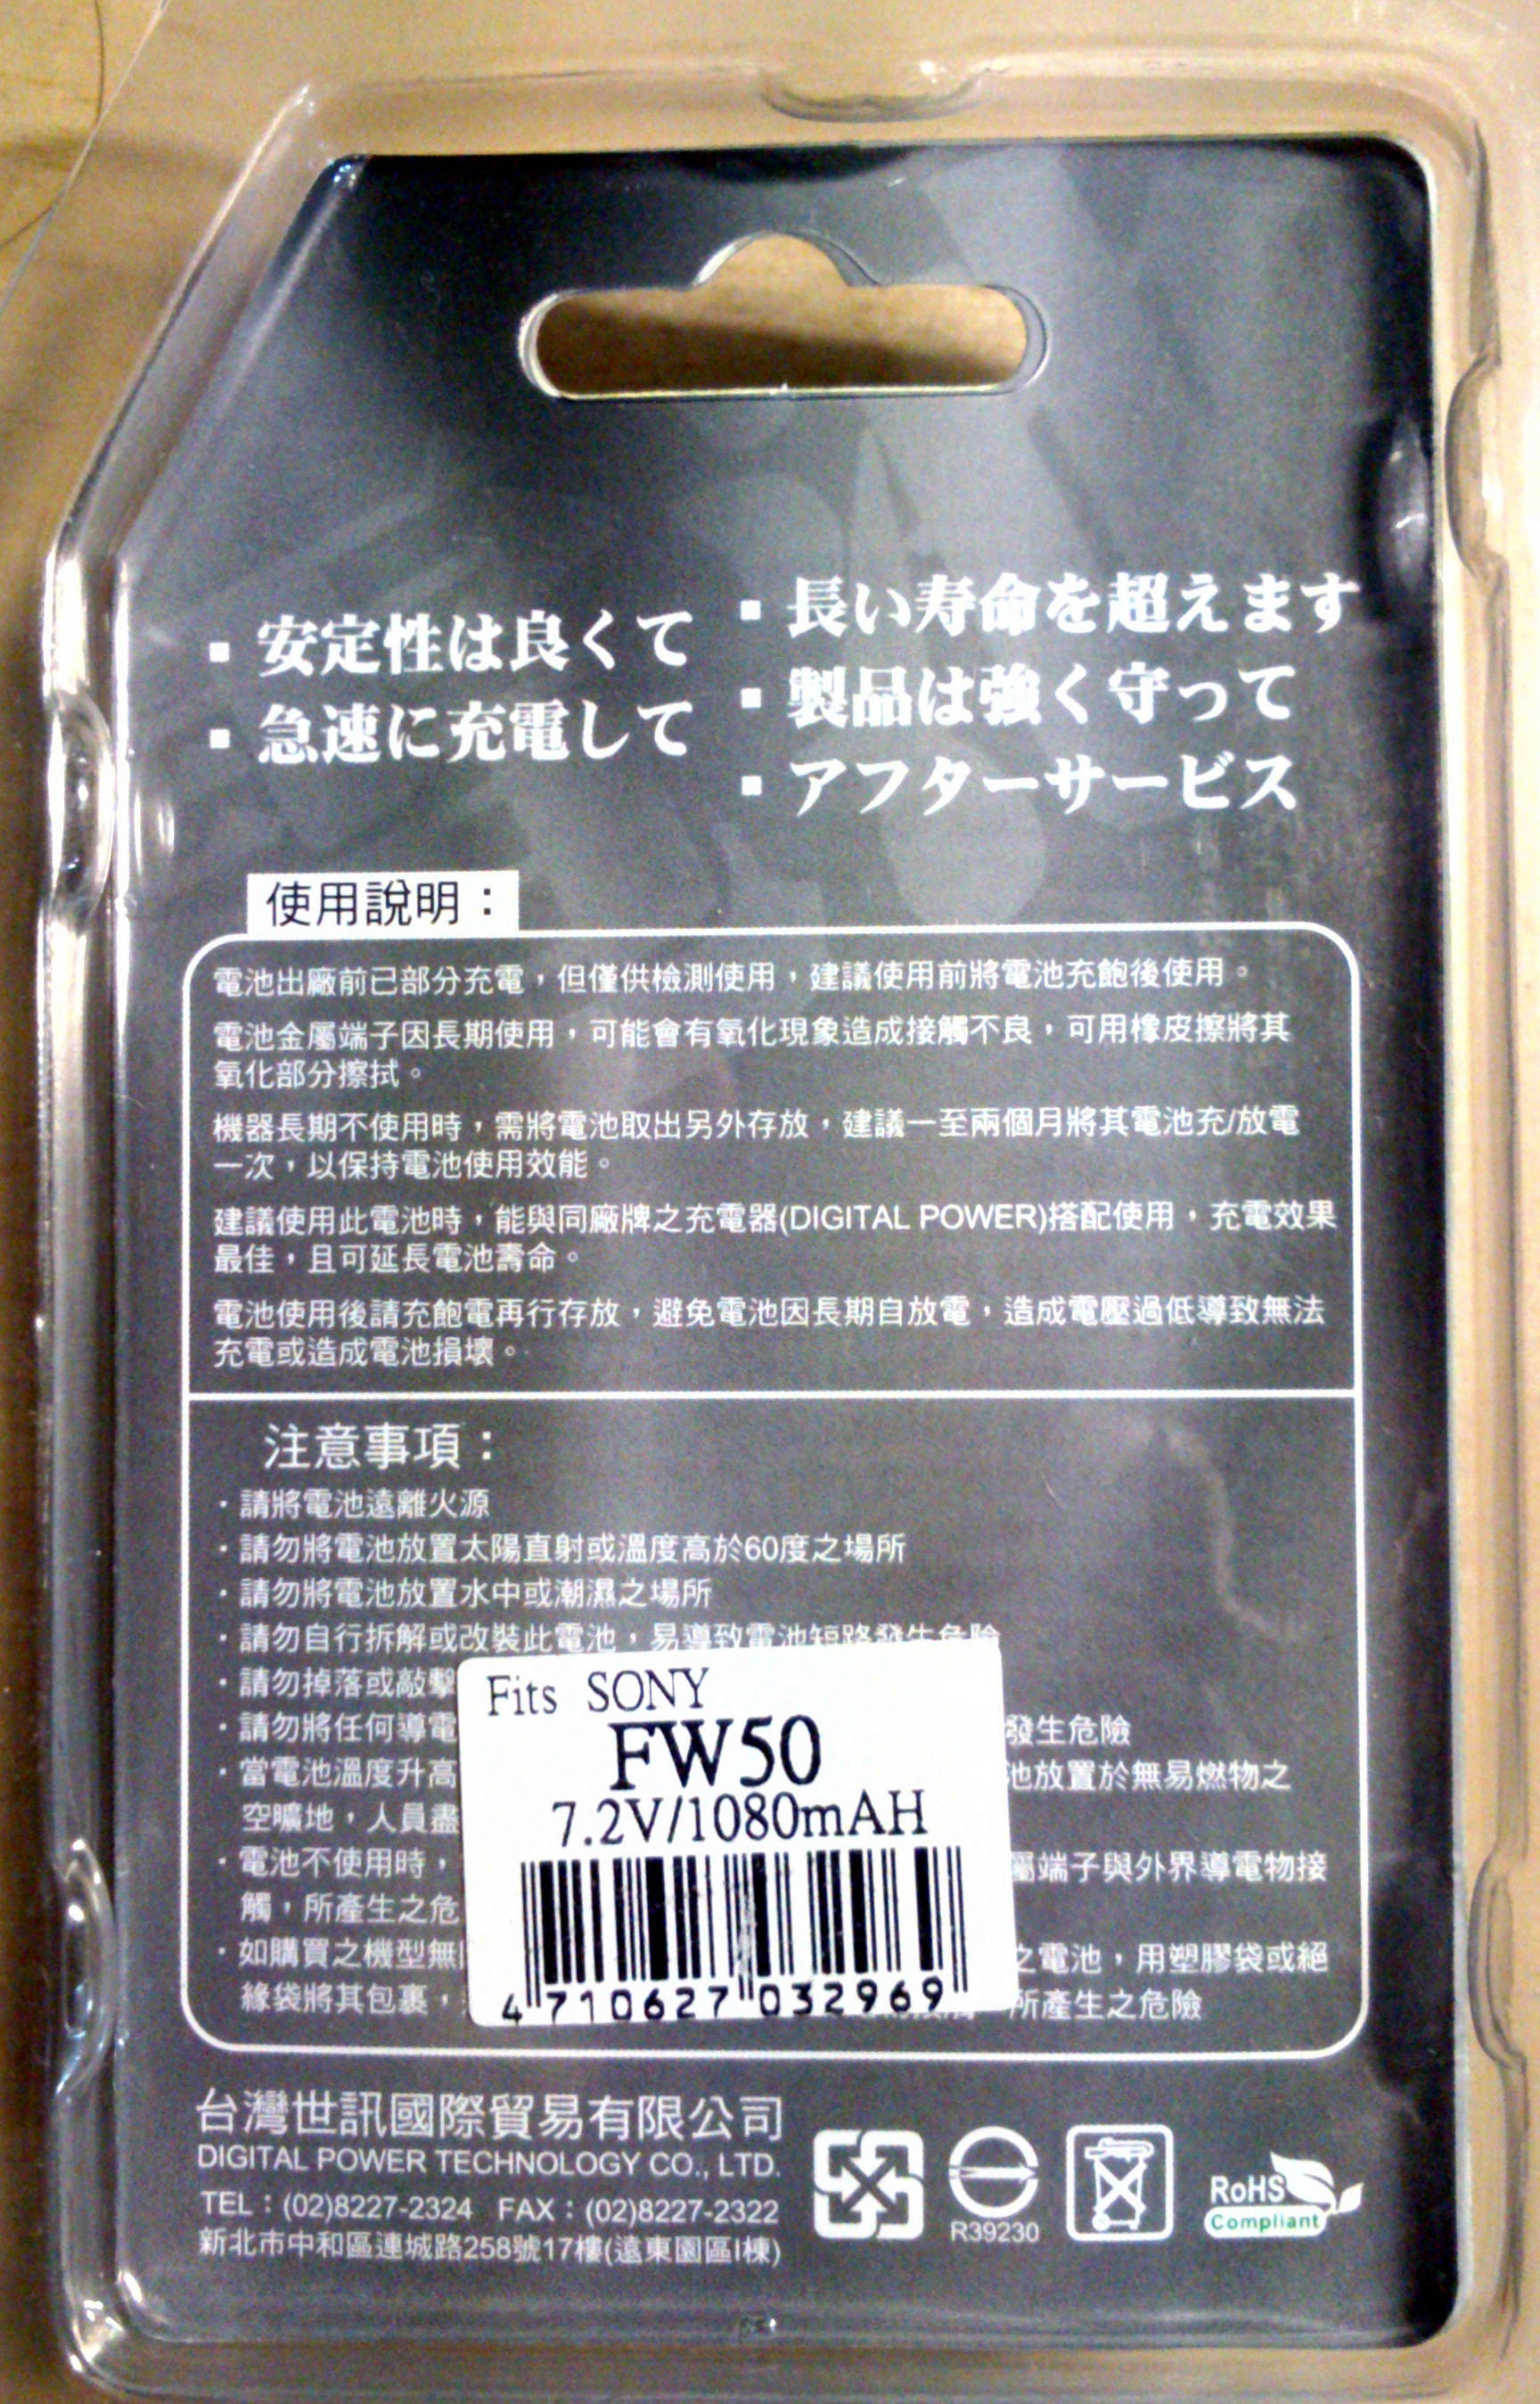 ▪ 安定性は良くて
▪ 急速に充電して
▪ 長い寿命を超えます
▪ 製品は強く守って
▪ アフターサービス
使用說明：
電池出廠前已部分充電，但僅供檢測使用，建議使用前將電池充飽後使用。
電池金屬端子因長期使用，可能會有氧化現象造成接觸不良，可用橡皮擦將其
氧化部分擦拭。
機器長期不使用時，需將電池取出另外存放，建議一至兩個月將其電池充/放電
一次，以保持電池使用效能。
建議使用此電池時，能與同廠牌之充電器(DIGITAL POWER)搭配使用，充電效果
最佳，且可延長電池壽命。
電池使用後請充飽電再行存放，避免電池因長期自放電，造成電壓過低導致無法
充電或造成電池損壞。
注意事項：
·請將電池遠離火源
·請勿將電池放置太陽直射或溫度高於60度之場所
·請勿將電池放置水中或潮濕之場所
·請勿自行拆解或改裝此電池，易導致電池短路發生危險
·請勿掉落或敲擊
·請勿將任何導電 發生危險
·當電池溫度升高 池放置於無易燃物之
空曠地，人員盡
·電池不使用時， 屬端子與外界導電物接
觸，所產生之危
·如購買之機型無 之電池，用塑膠袋或絕
緣袋將其包裹， 所產生之危險
Fits SONY
FW50
7.2V/1080mAH
4 710627 032969
台灣世訊國際貿易有限公司
DIGITAL POWER TECHNOLOGY CO., LTD.
TEL：(02)8227-2324 FAX：(02)8227-2322
新北市中和區連城路258號17樓(遠東園區I棟)
R39230
RoHS
Compliant